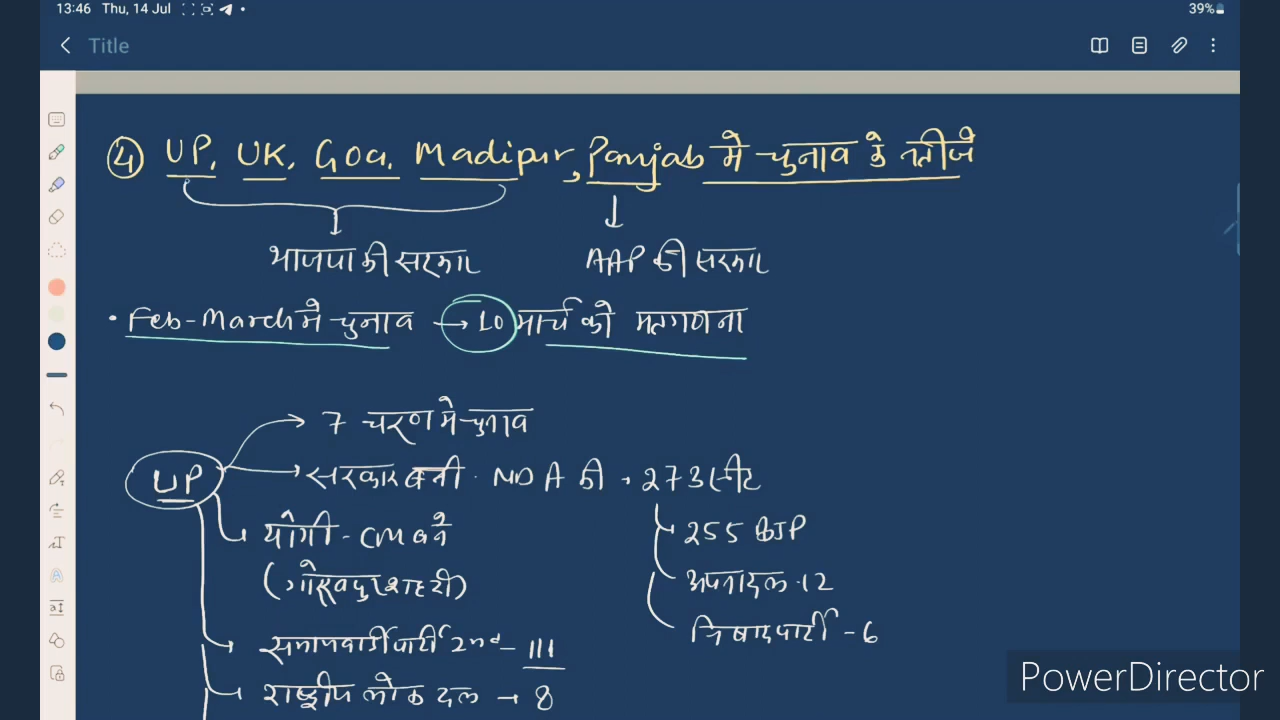 13:46 Thu, 14 Jul
39%
Title
④ UP, UK, Goa, Madipur, Panjab मे चुनाव के नतीजे
भाजपा की सरकार
AAP की सरकार
• Feb-March मे चुनाव → 10 मार्च को मतगणना
7 चरण मे चुनाव
UP
सरकार बनी NDA की • 273 सीट
योगी - CM बने
255 BJP
(गोरखपुर शहरी)
अपनादल • 12
निषाद पार्टी - 6
समाजवादी पार्टी 2nd - 111
राष्ट्रीय लोकदल → 8
PowerDirector